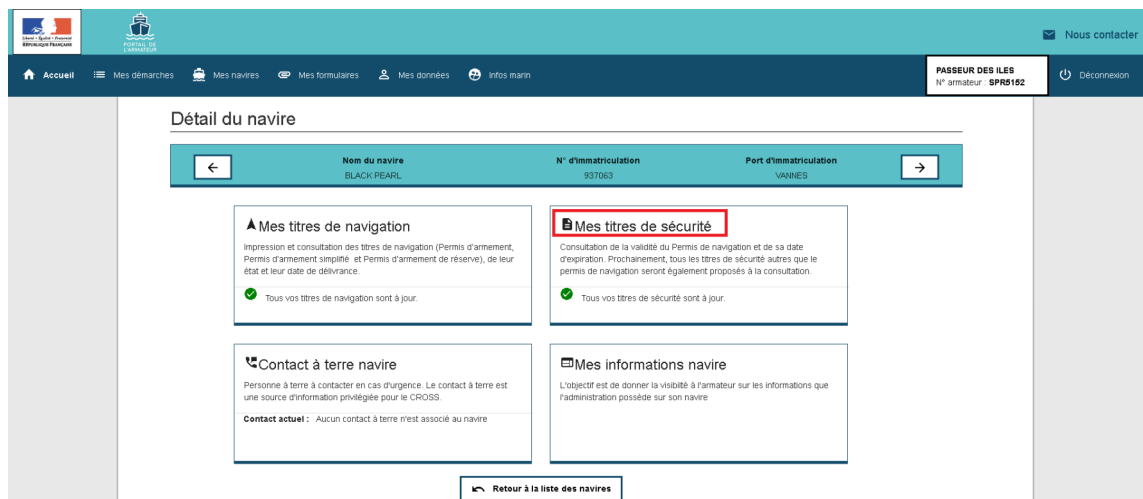 Liberté • Égalité • Fraternité
RÉPUBLIQUE FRANÇAISE
PORTAIL DE
L'ARMATEUR
Nous contacter
Accueil
Mes démarches
Mes navires
Mes formulaires
Mes données
Infos marin
PASSEUR DES ILES
N° armateur : SPR5152
Déconnexion
Détail du navire
Nom du navire
BLACK PEARL
N° d'immatriculation
937063
Port d'immatriculation
VANNES
Mes titres de navigation
Impression et consultation des titres de navigation (Permis d'armement,
Permis d'armement simplifié et Permis d'armement de réserve), de leur
état et leur date de délivrance.
Tous vos titres de navigation sont à jour.
Mes titres de sécurité
Consultation de la validité du Permis de navigation et de sa date
d'expiration. Prochainement, tous les titres de sécurité autres que le
permis de navigation seront également proposés à la consultation.
Tous vos titres de sécurité sont à jour.
Contact à terre navire
Personne à terre à contacter en cas d'urgence. Le contact à terre est
une source d'information privilégiée pour le CROSS.
Contact actuel : Aucun contact à terre n'est associé au navire
Mes informations navire
L'objectif est de donner la visibilité à l'armateur sur les informations que
l'administration possède sur son navire
Retour à la liste des navires